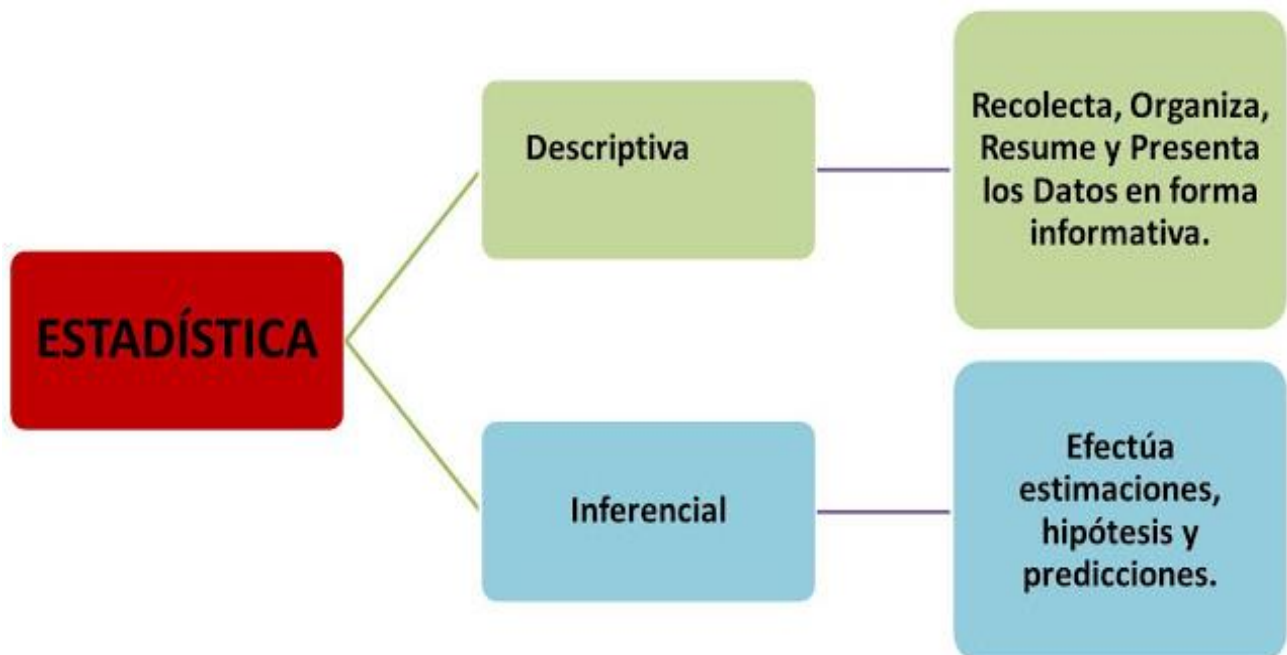 ESTADÍSTICA
Descriptiva
Recolecta, Organiza,
Resume y Presenta
los Datos en forma
informativa.
Inferencial
Efectúa
estimaciones,
hipótesis y
predicciones.